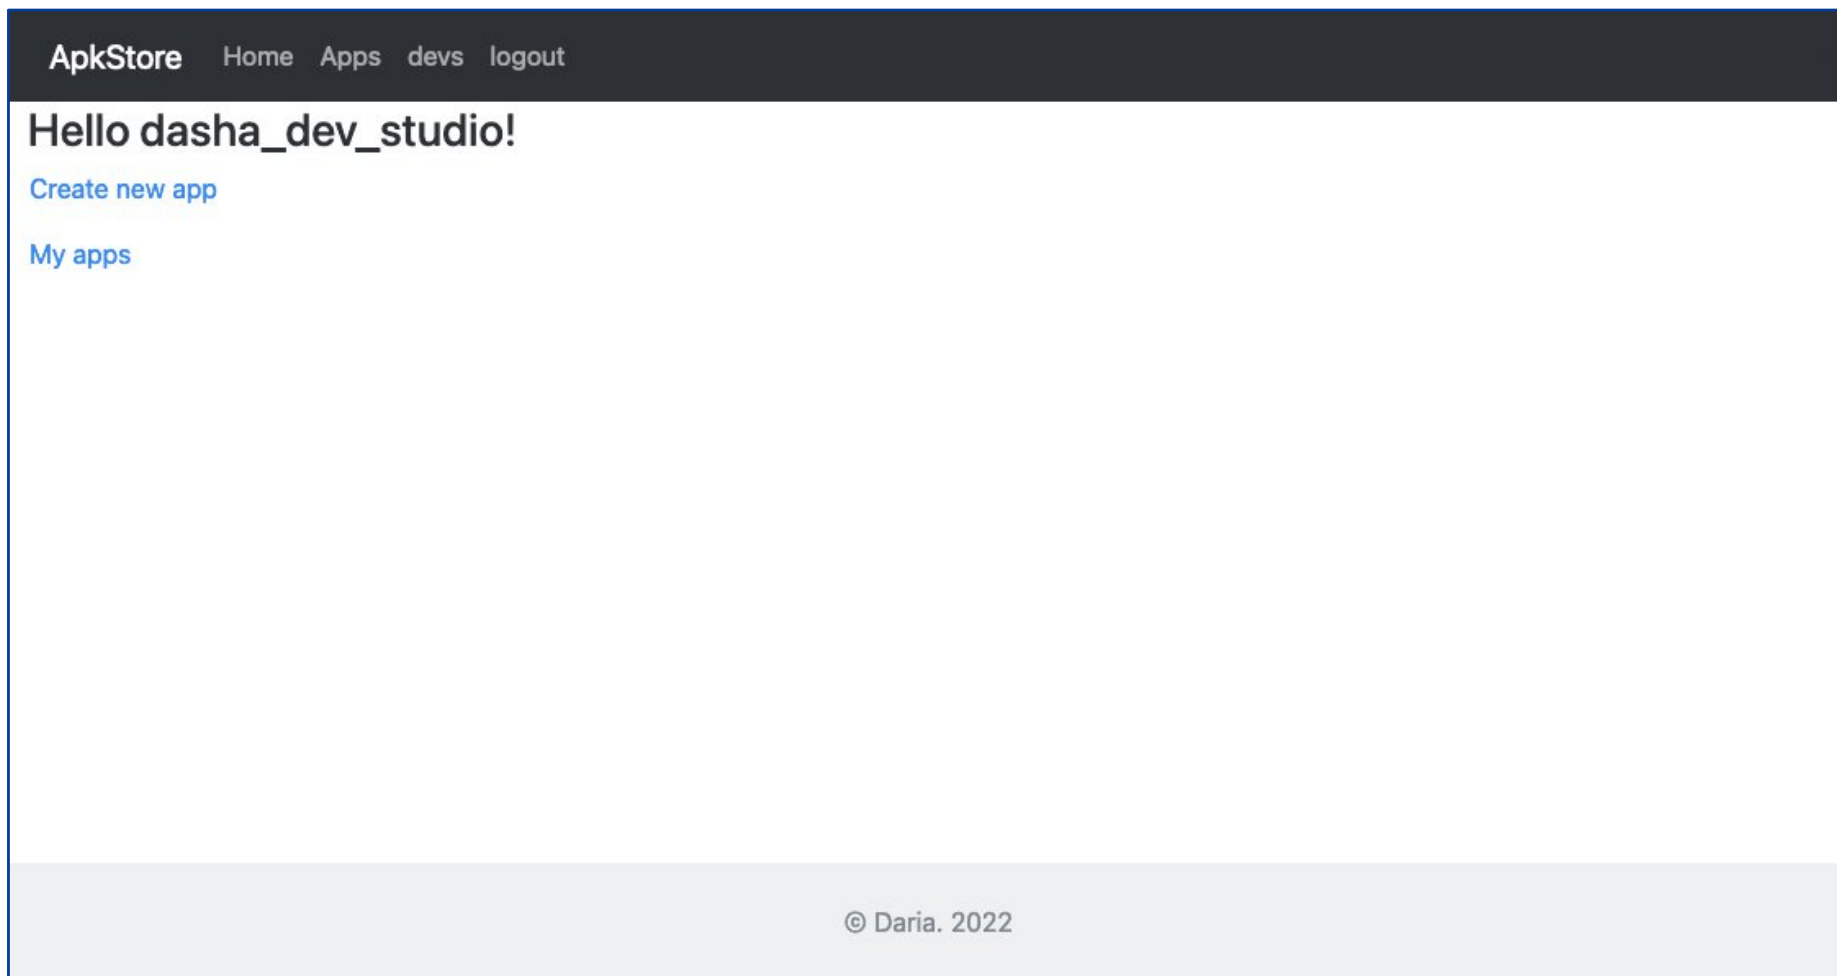 ApkStore Home Apps devs logout
Hello dasha_dev_studio!
Create new app
My apps
© Daria. 2022